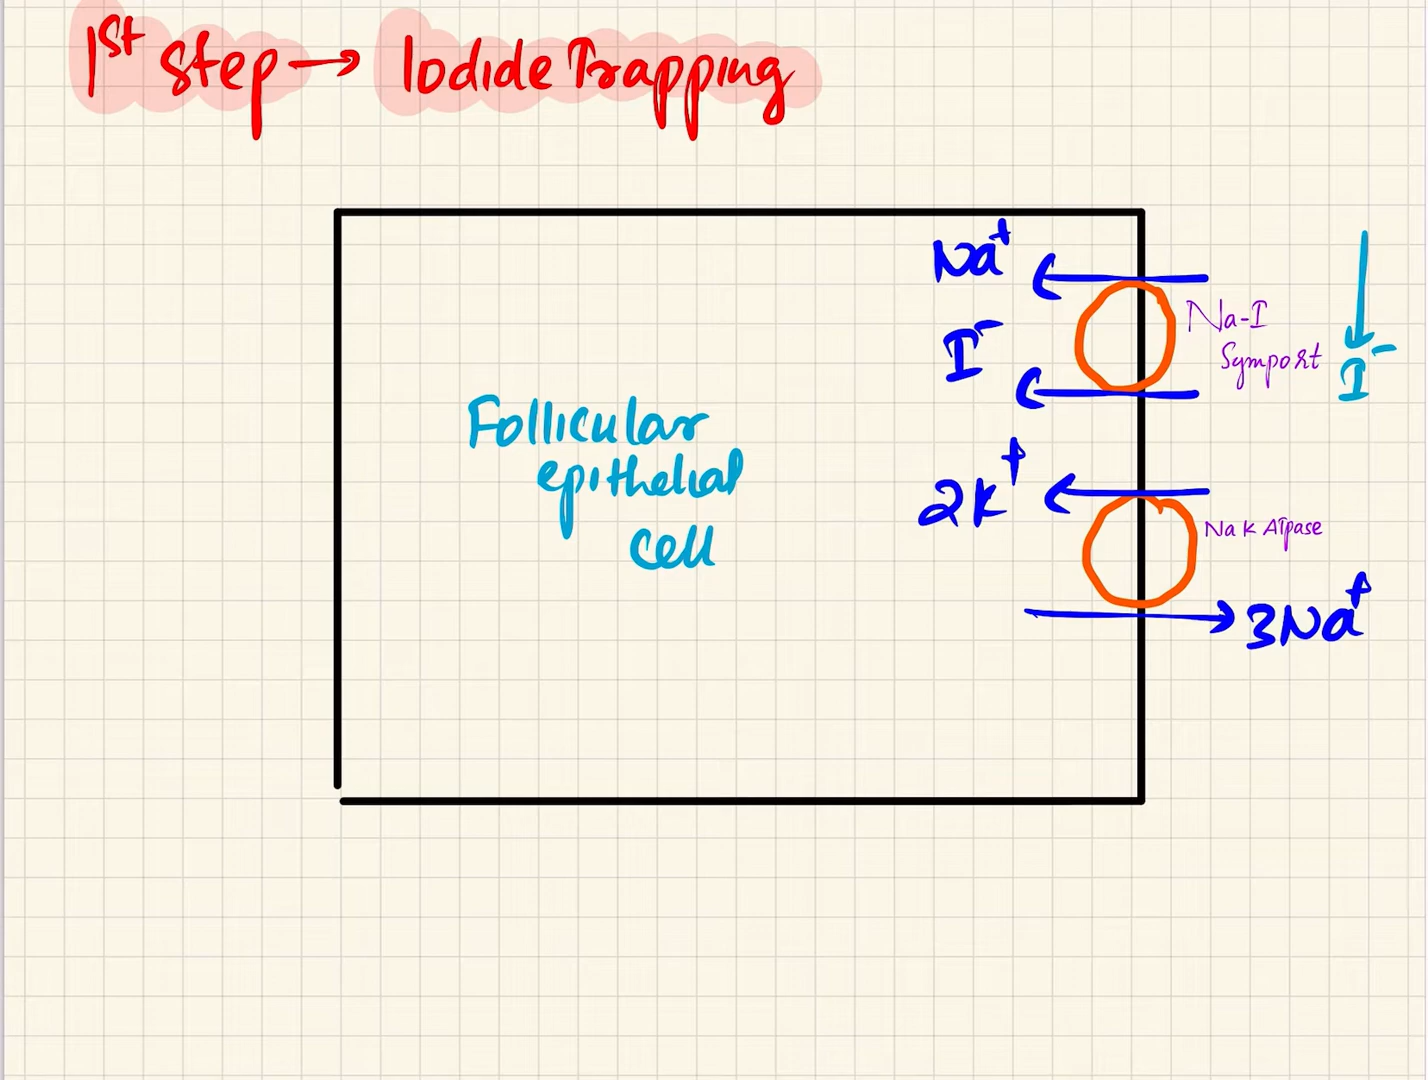 1st step → Iodide Trapping
Na+
I-
Na-I
Symport
I-
Follicular
epithelial
cell
2K+
Na K ATpase
3Na+